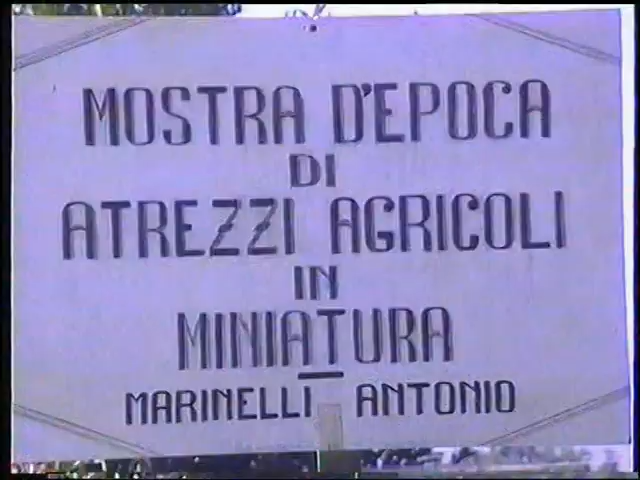 MOSTRA D'EPOCA
DI
ATREZZI AGRICOLI
IN
MINIATURA
MARINELLI ANTONIO